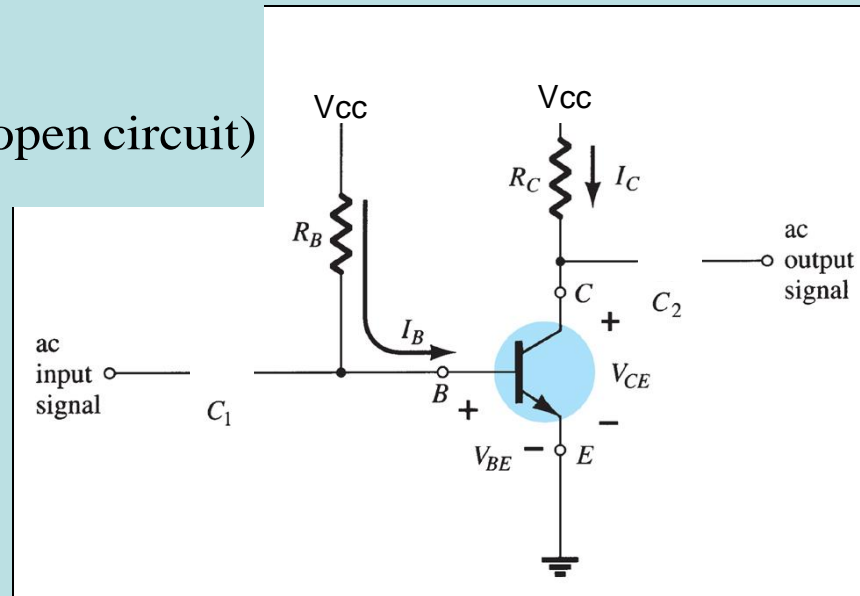 open circuit)
Vcc
Vcc
R_C
I_C
R_B
ac
output
signal
C
C_2
+
I_B
ac
input
signal
V_CE
B
+
C_1
−
V_BE
−
E